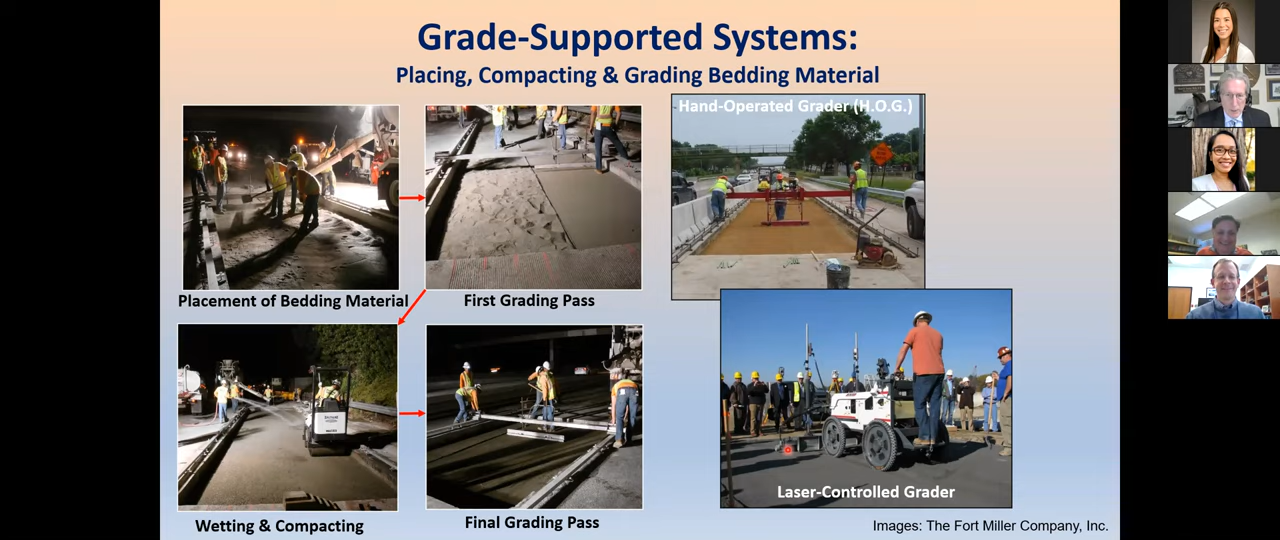 Grade-Supported Systems:
Placing, Compacting & Grading Bedding Material
Hand-Operated Grader (H.O.G.)
Placement of Bedding Material
First Grading Pass
Wetting & Compacting
Final Grading Pass
Laser-Controlled Grader
Images: The Fort Miller Company, Inc.